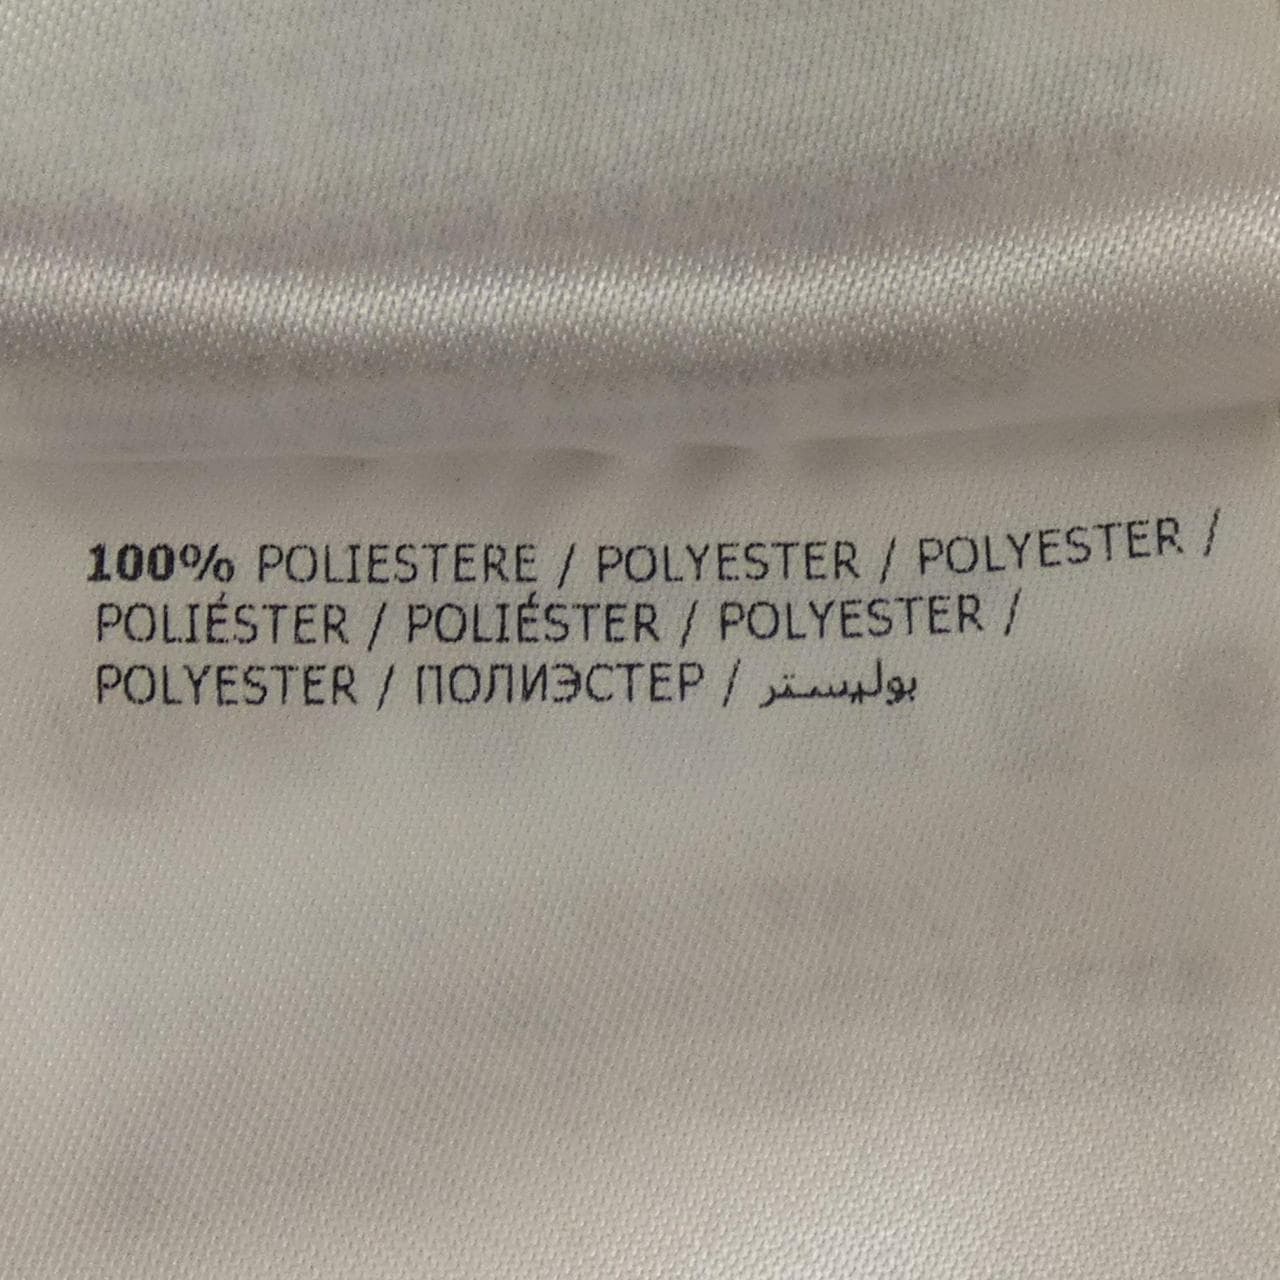 100% POLIESTERE / POLYESTER / POLYESTER /
POLIÉSTER / POLIÉSTER / POLYESTER /
POLYESTER / ПОЛИЭСТЕР / بوليستر